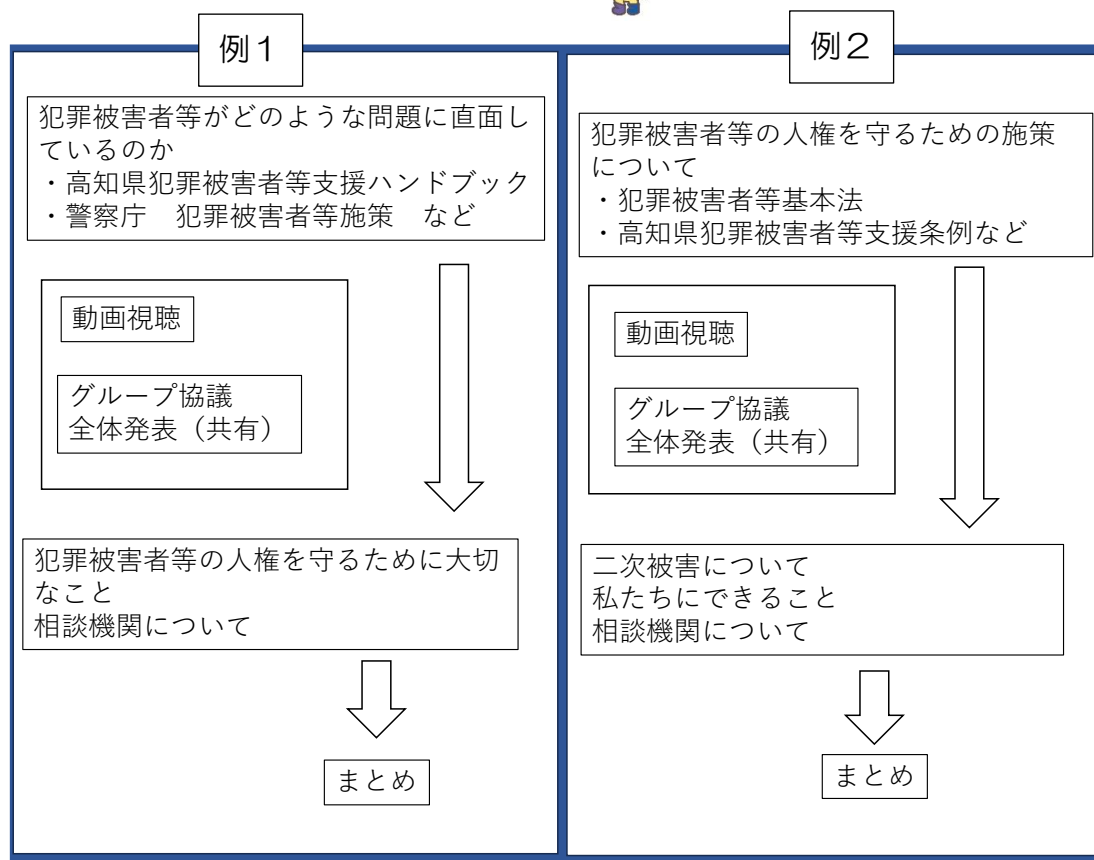 例1
犯罪被害者等がどのような問題に直面し
ているのか
・高知県犯罪被害者等支援ハンドブック
・警察庁　犯罪被害者等施策　など
動画視聴
グループ協議
全体発表（共有）
犯罪被害者等の人権を守るために大切
なこと
相談機関について
まとめ
例２
犯罪被害者等の人権を守るための施策
について
・犯罪被害者等基本法
・高知県犯罪被害者等支援条例など
動画視聴
グループ協議
全体発表（共有）
二次被害について
私たちにできること
相談機関について
まとめ